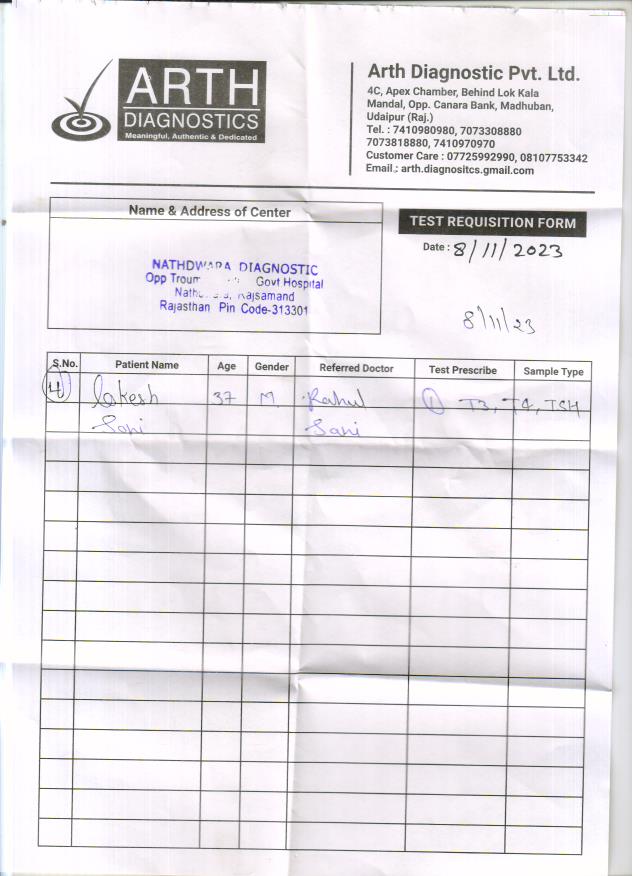 ARTH
DIAGNOSTICS
Meaningful, Authentic & Dedicated
Arth Diagnostic Pvt. Ltd.
4C, Apex Chamber, Behind Lok Kala
Mandal, Opp. Canara Bank, Madhuban,
Udaipur (Raj.)
Tel. : 7410980980, 7073308880
7073818880, 7410970970
Customer Care : 07725992990, 08107753342
Email : arth.diagnositcs.gmail.com
Name & Address of Center
NATHDWARA DIAGNOSTIC
Opp Govt Hospital
Rajsamand
Rajasthan Pin Code-313301
TEST REQUISITION FORM
Date : 8/11/2023
8/11/23
S.No. Patient Name Age Gender Referred Doctor Test Prescribe Sample Type
4 lokesh 37 M Rahul 1 T3, T4, TSH
Soni Soni